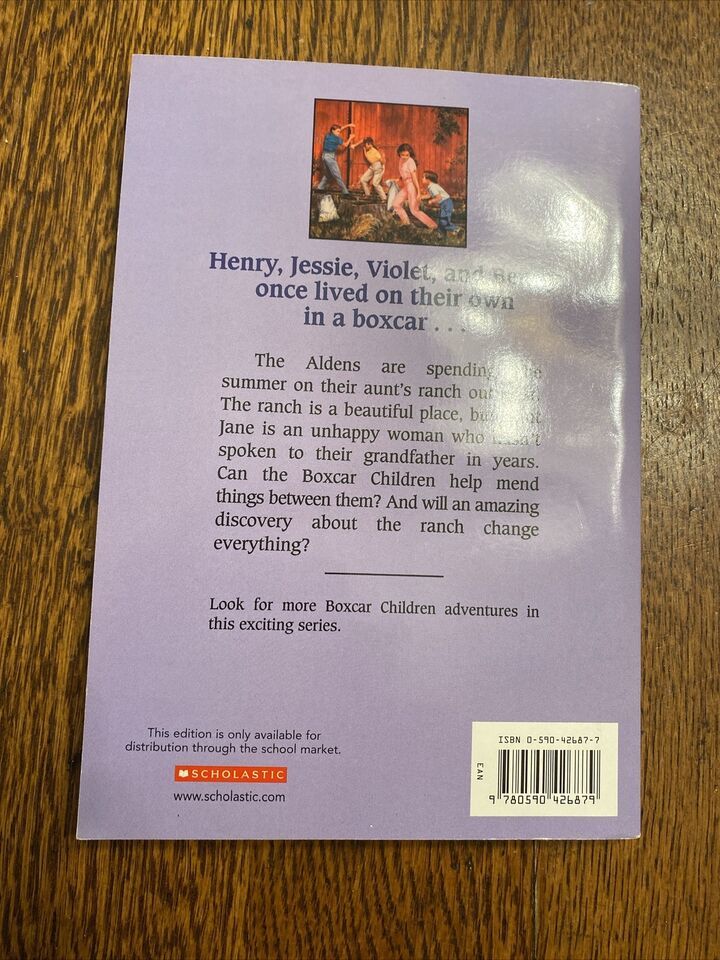 Henry, Jessie, Violet, and Be
once lived on their own
in a boxcar . . .
The Aldens are spending
summer on their aunt's ranch
The ranch is a beautiful place,
Jane is an unhappy woman who hasn't
spoken to their grandfather in years.
Can the Boxcar Children help mend
things between them? And will an amazing
discovery about the ranch change
everything?
Look for more Boxcar Children adventures in
this exciting series.
This edition is only available for
distribution through the school market.
SCHOLASTIC
www.scholastic.com
ISBN 0-590-42687-7
EAN
9 780590 426879